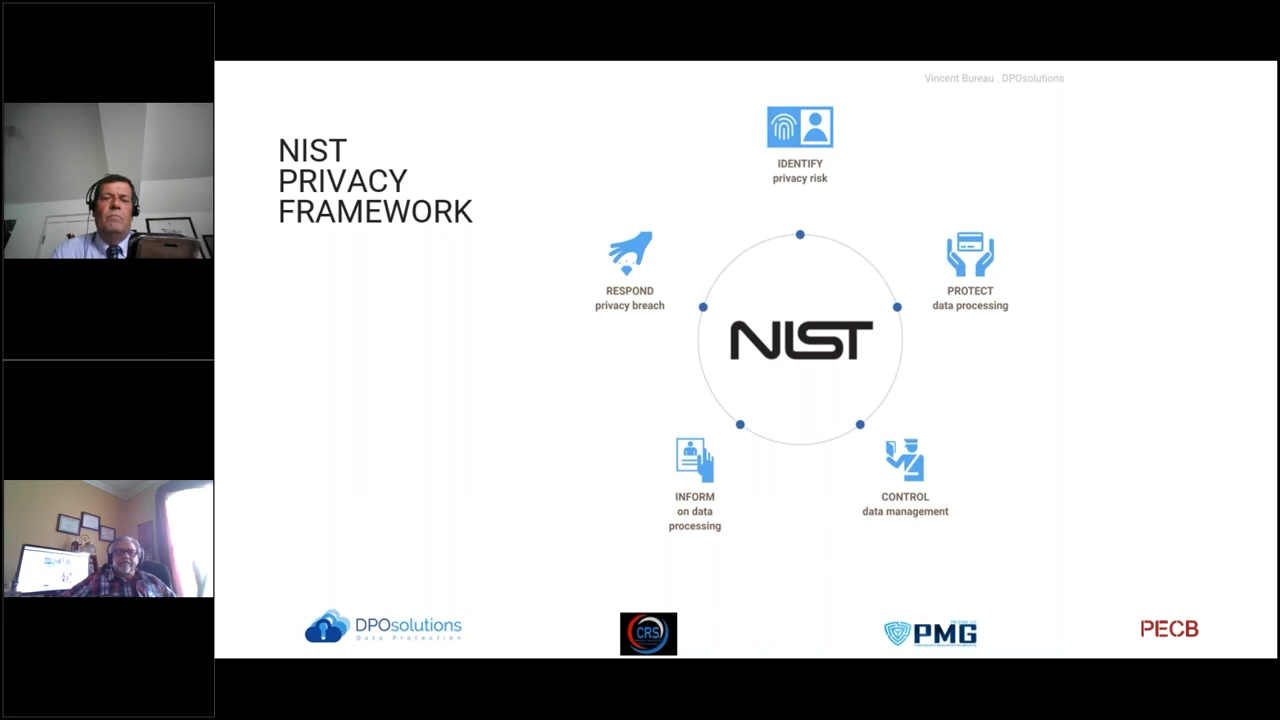 Vincent Bureau . DPOsolutions
NIST
PRIVACY
FRAMEWORK
IDENTIFY
privacy risk
RESPOND
privacy breach
PROTECT
data processing
NIST
INFORM
on data
processing
CONTROL
data management
DPOsolutions
Data Protection
CRS
PMG
PECB